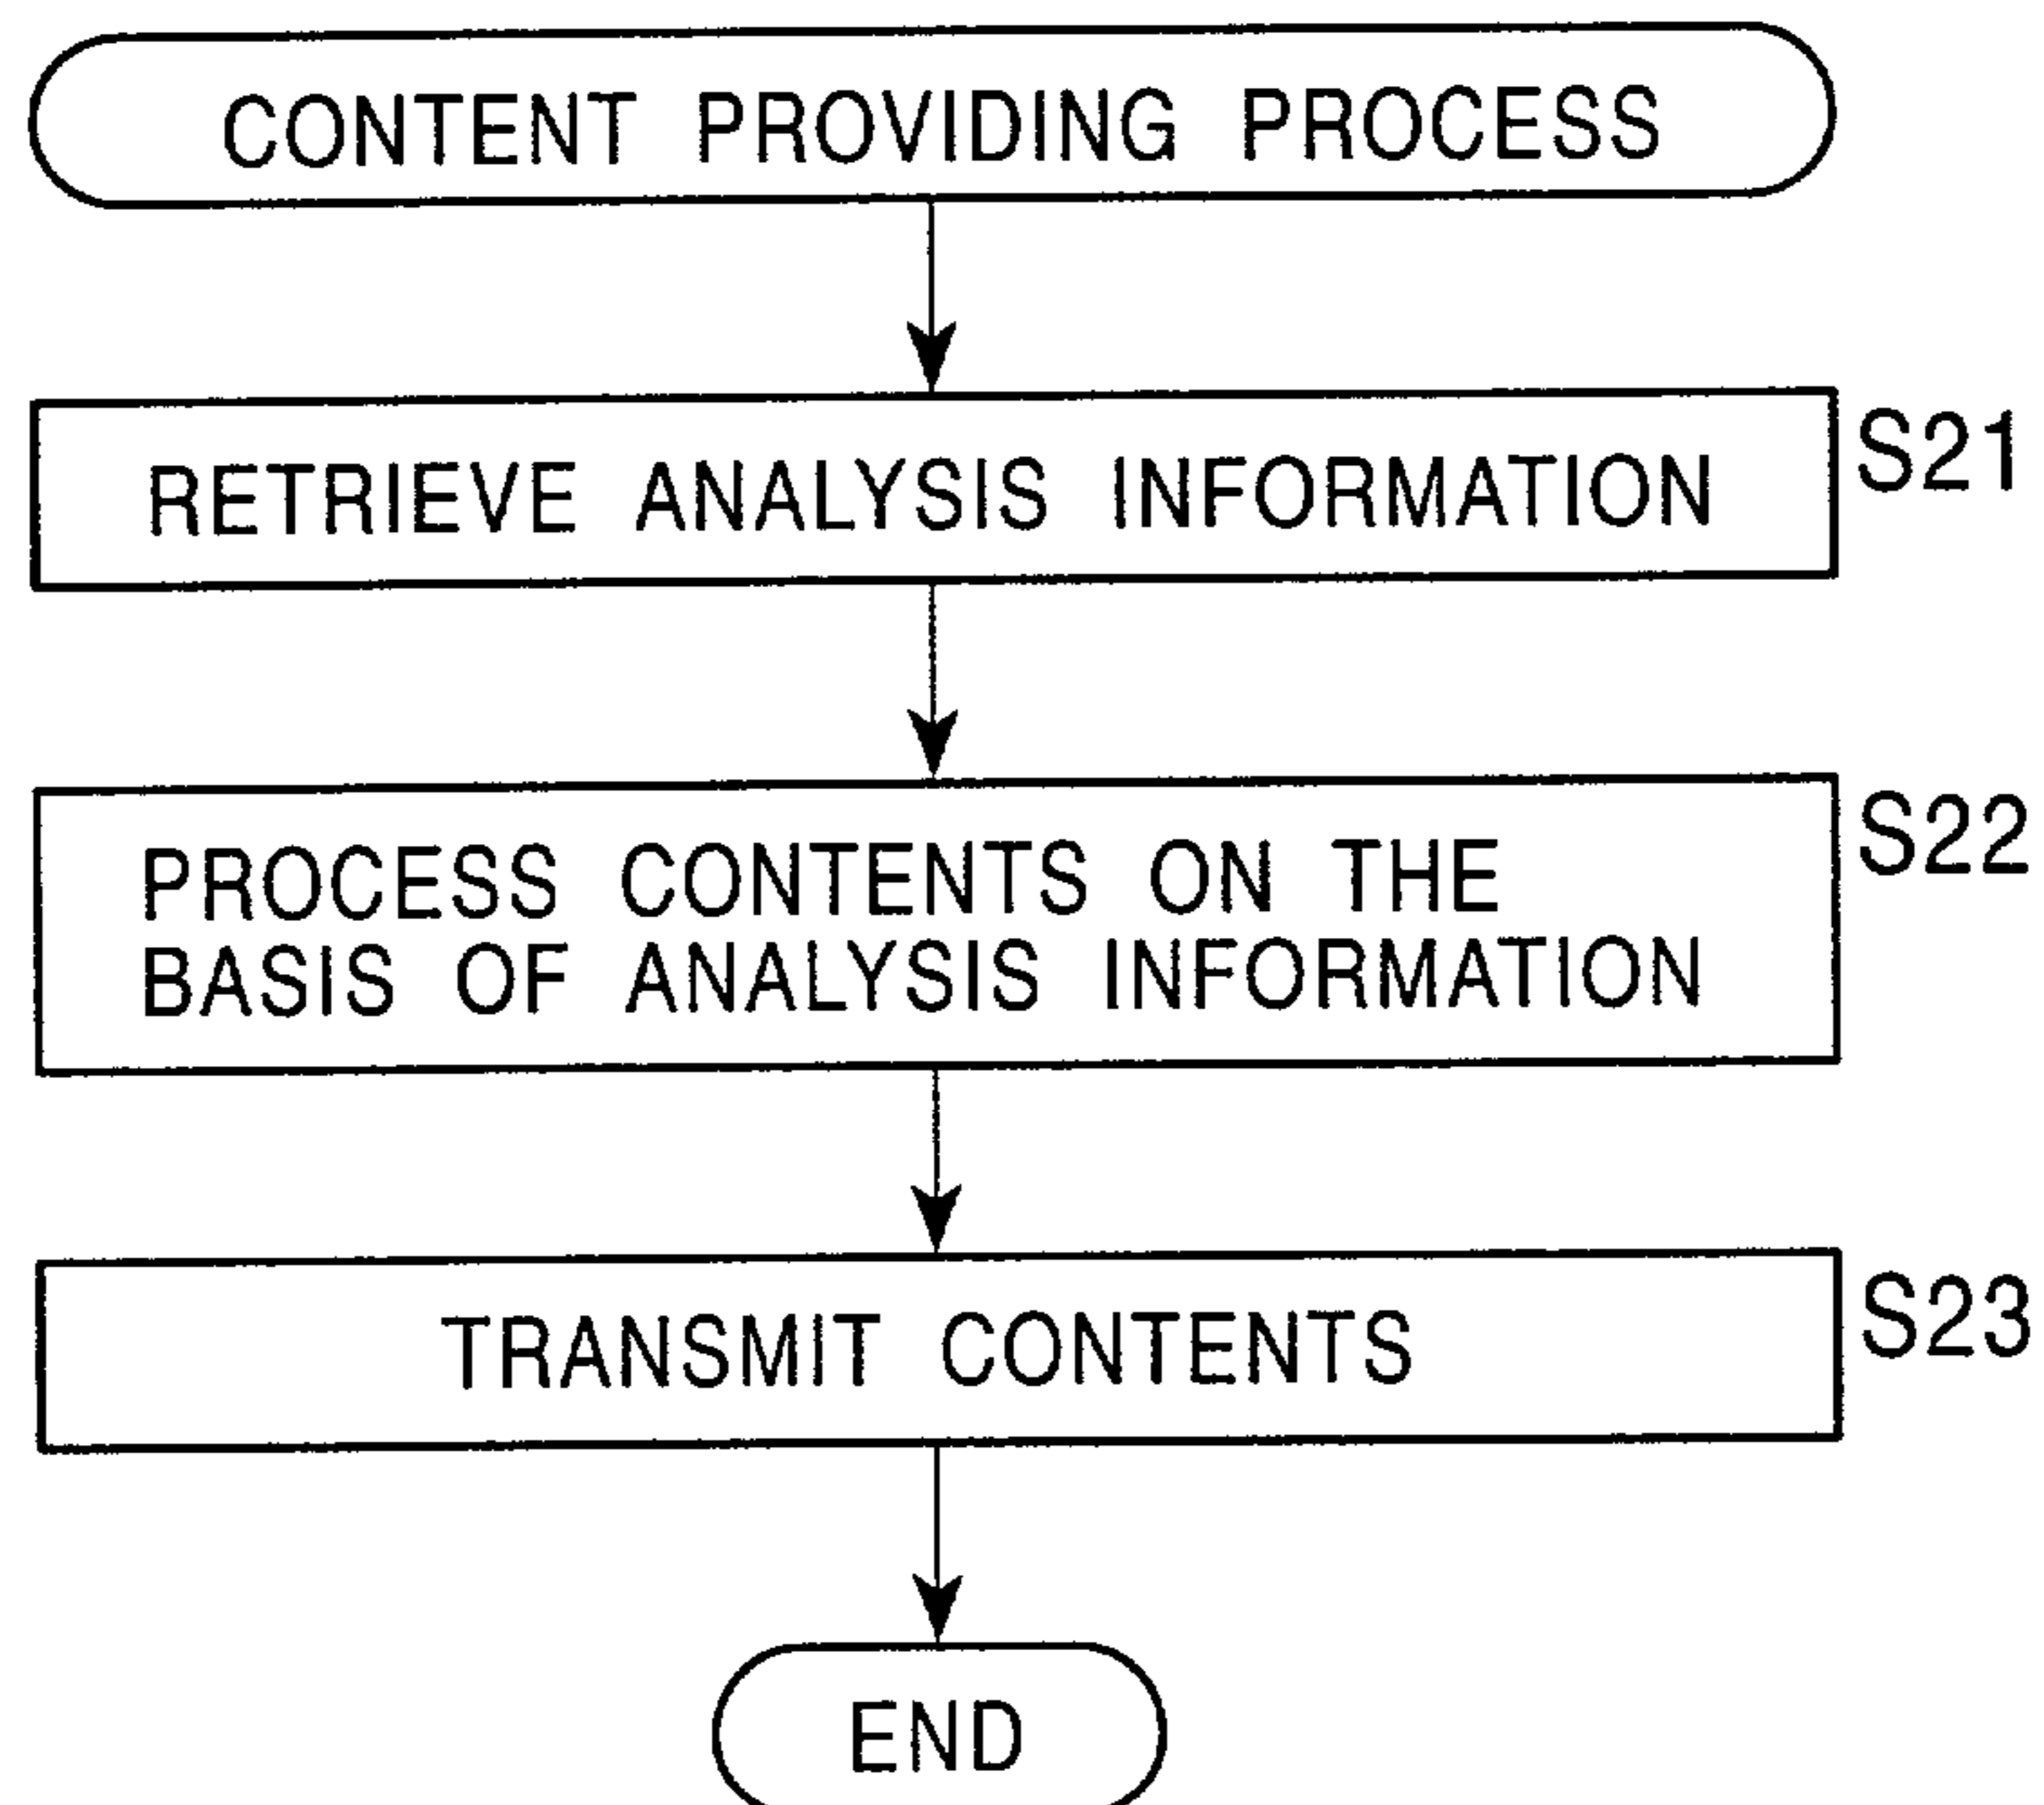 CONTENT PROVIDING PROCESS
RETRIEVE ANALYSIS INFORMATION
S21
PROCESS CONTENTS ON THE
BASIS OF ANALYSIS INFORMATION
S22
TRANSMIT CONTENTS
S23
END